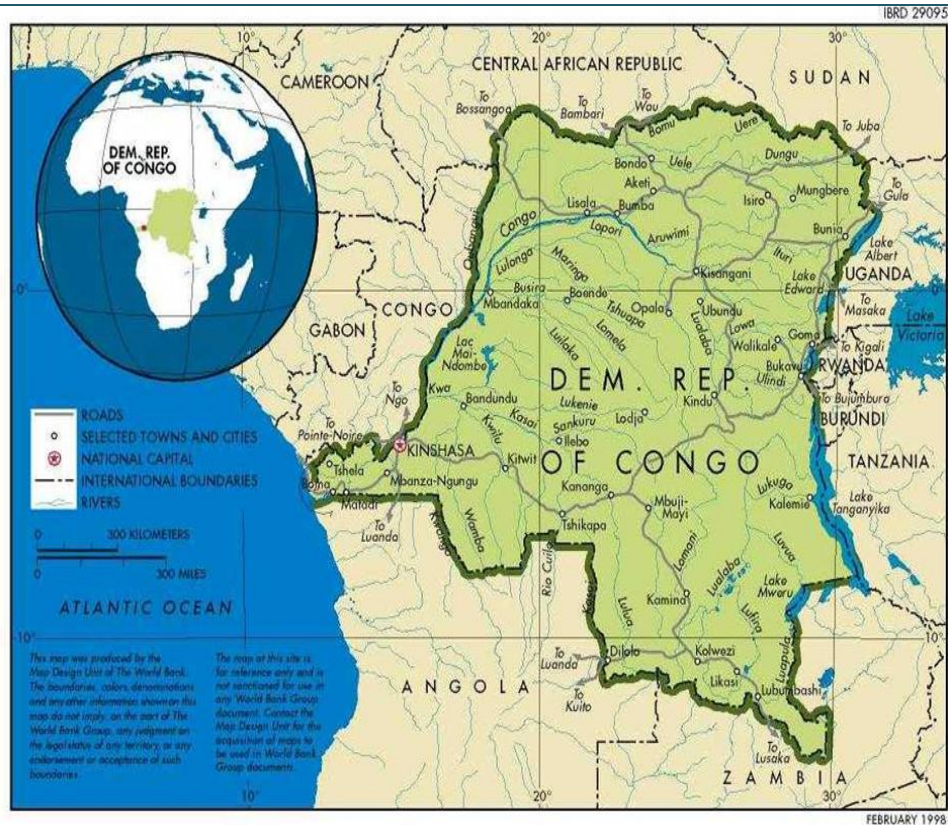 IBRD 29095
10°
20°
30°
CAMEROON
CENTRAL AFRICAN REPUBLIC
SUDAN
To
Bossangoa
To
Bambari
To
Wau
To Juba
To
Gulu
DEM. REP.
OF CONGO
Bomu
Uere
Bondo
Uele
Dungu
Aketi
Isiro
Mungbere
Lisala
Bumba
Congo
Lopori
Aruwimi
Bunia
Lake
Albert
Ituri
Lulonga
Maringa
Kisangani
Lake
Edward
UGANDA
0°
0°
Busira
Mbandaka
Boende
Tshuapa
Opala
Ubundu
To
Masaka
Lake
Victoria
CONGO
GABON
Lac
Mai-
Ndombe
Luilaka
Lomela
Lualaba
Lowa
Walikale
Goma
To Kigali
Bukavu
RWANDA
Ulindi
DEM. REP.
OF CONGO
To
Ngo
Kwa
Bandundu
Lukenie
Kasai
Sankuru
Lodja
Kindu
To Bujumbura
BURUNDI
ROADS
SELECTED TOWNS AND CITIES
NATIONAL CAPITAL
INTERNATIONAL BOUNDARIES
RIVERS
To
Pointe-Noire
KINSHASA
Kwilu
Ilebo
TANZANIA
Tshela
Kitwit
Boma
Mbanza-Ngungu
Matadi
Kananga
Mbuji-
Mayi
Lukugo
Kalemie
Lake
Tanganyika
To
Luanda
Kwango
Wamba
Tshikapa
0 300 KILOMETERS
0 300 MILES
Rio Cuilo
Lomani
Lualaba
Luvua
Lake
Mweru
ATLANTIC OCEAN
Kamina
Lulua
Lufira
Luapula
10°
10°
To
Luanda
Dilolo
Kolwezi
Likasi
Lubumbashi
To
Kuito
ANGOLA
To
Lusaka
ZAMBIA
This map was produced by the
Map Design Unit of The World Bank.
The boundaries, colors, denominations
and any other information shown on this
map do not imply, on the part of The
World Bank Group, any judgment on
the legal status of any territory, or any
endorsement or acceptance of such
boundaries.
The map at this site is
for reference only and is
not sanctioned for use in
any World Bank Group
document. Contact the
Map Design Unit for the
acquisition of maps to
be used in World Bank
Group documents.
10°
20°
30°
FEBRUARY 1998